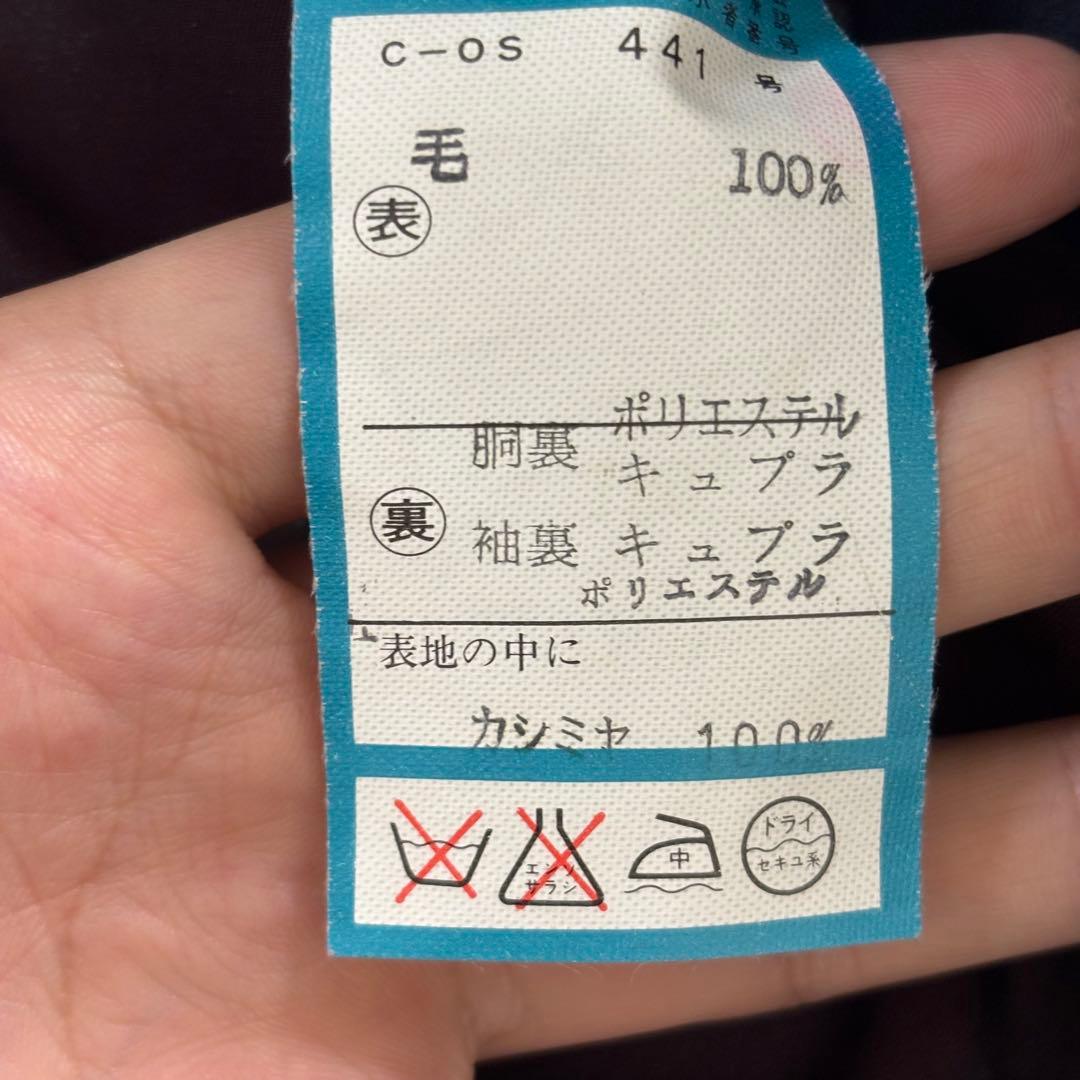 C-OS 441 号
毛 100%
表
ポリエステル
胴裏 キュプラ
裏
袖裏 キュプラ
ポリエステル
表地の中に
カシミヤ 100%
エンソ
サラシ
中
ドライ
セキユ系